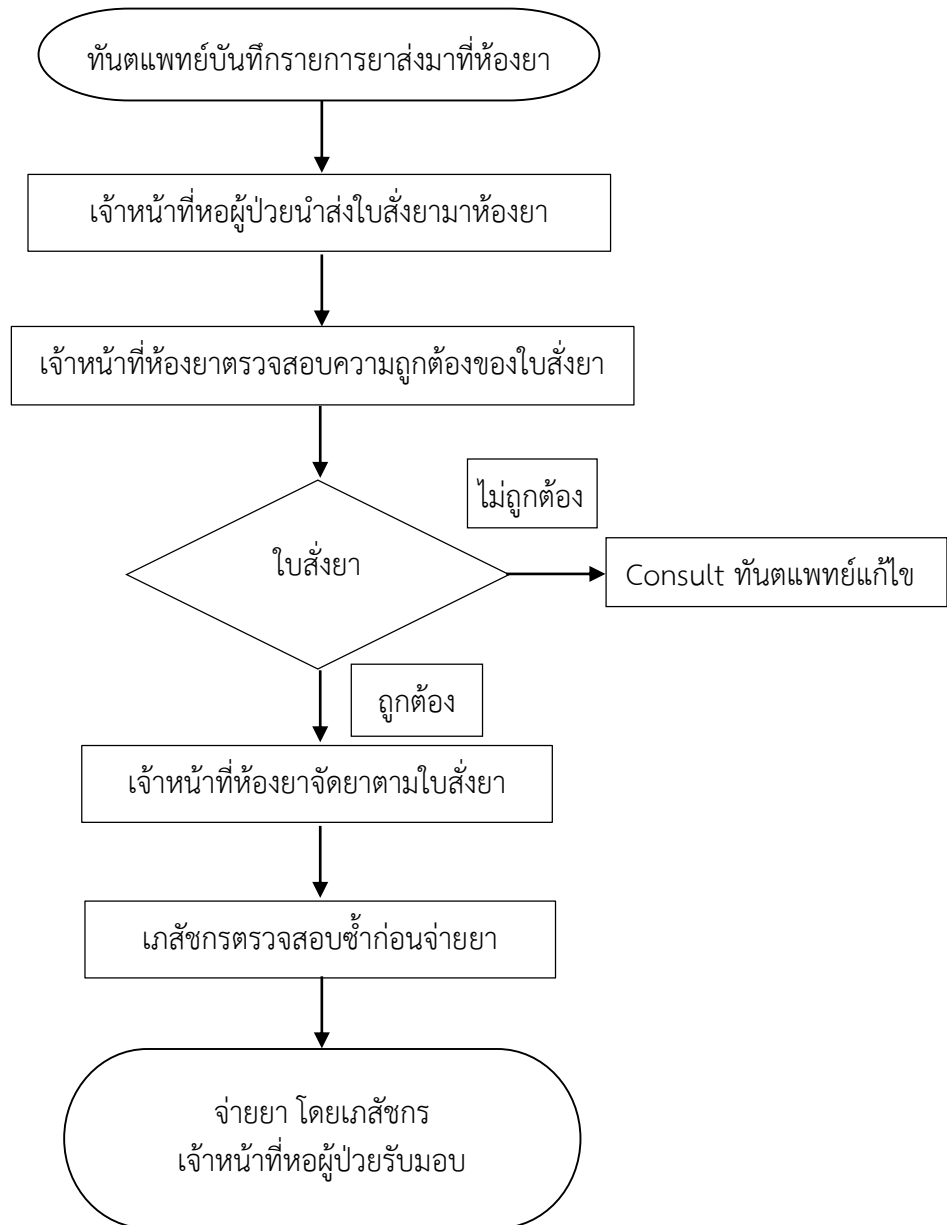 ทันตแพทย์บันทึกรายการยาส่งมาที่ห้องยา
เจ้าหน้าที่หอผู้ป่วยนำส่งใบสั่งยามาห้องยา
เจ้าหน้าที่ห้องยาตรวจสอบความถูกต้องของใบสั่งยา
ไม่ถูกต้อง
ใบสั่งยา
Consult ทันตแพทย์แก้ไข
ถูกต้อง
เจ้าหน้าที่ห้องยาจัดยาตามใบสั่งยา
เภสัชกรตรวจสอบซ้ำก่อนจ่ายยา
จ่ายยา โดยเภสัชกร
เจ้าหน้าที่หอผู้ป่วยรับมอบ